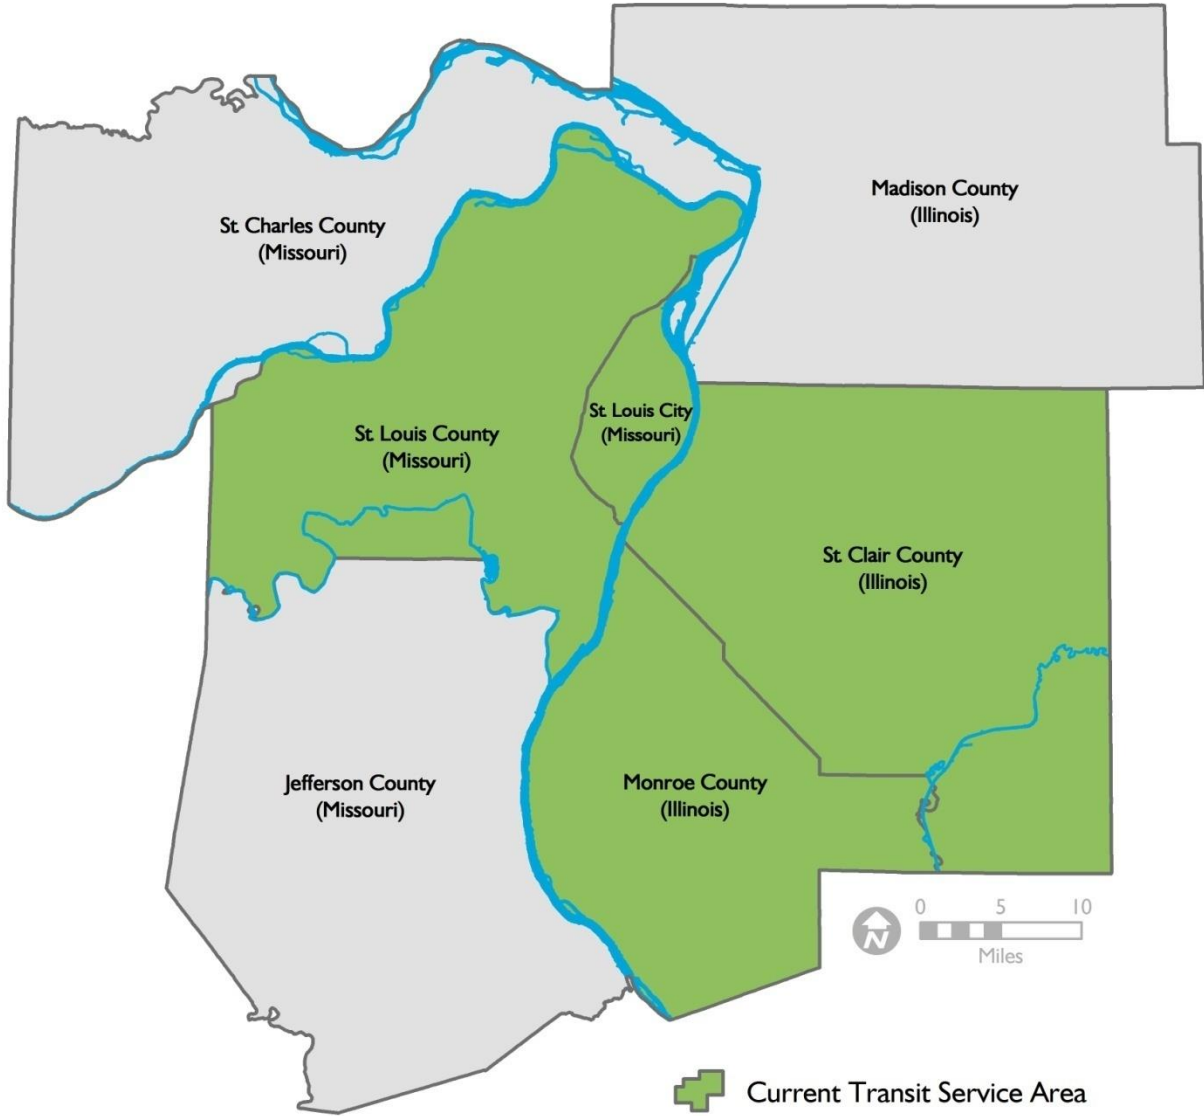 Madison County
(Illinois)
St Charles County
(Missouri)
St Louis City
(Missouri)
St Louis County
(Missouri)
St Clair County
(Illinois)
Jefferson County
(Missouri)
Monroe County
(Illinois)
0 5 10
N
Miles
Current Transit Service Area